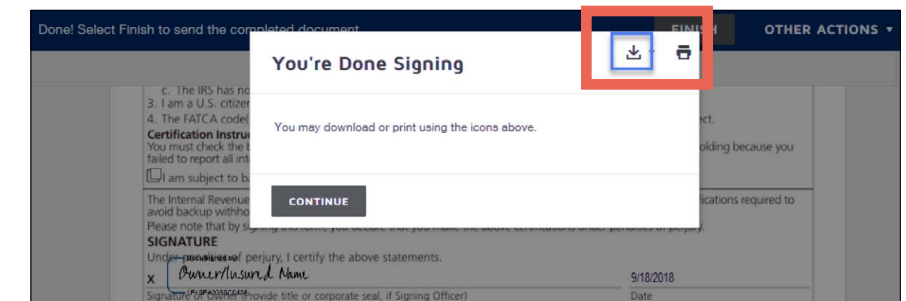 Done! Select Finish to send the completed document
FINISH
OTHER ACTIONS
You're Done Signing
You may download or print using the icons above.
CONTINUE
c. The IRS has no
3. I am a U.S. citizen
4. The FATCA code(
ect.
Certification Instru
You must check the
olding because you
failed to report all int
I am subject to ba
The Internal Revenue
fications required to
avoid backup withho
Please note that by signing this form, you declare that you make the above certifications under penalties of perjury.
SIGNATURE
Under perjury, I certify the above statements.
X Owner/Insured Name
9/18/2018
Signature of Owner (Provide title or corporate seal, if Signing Officer)
Date